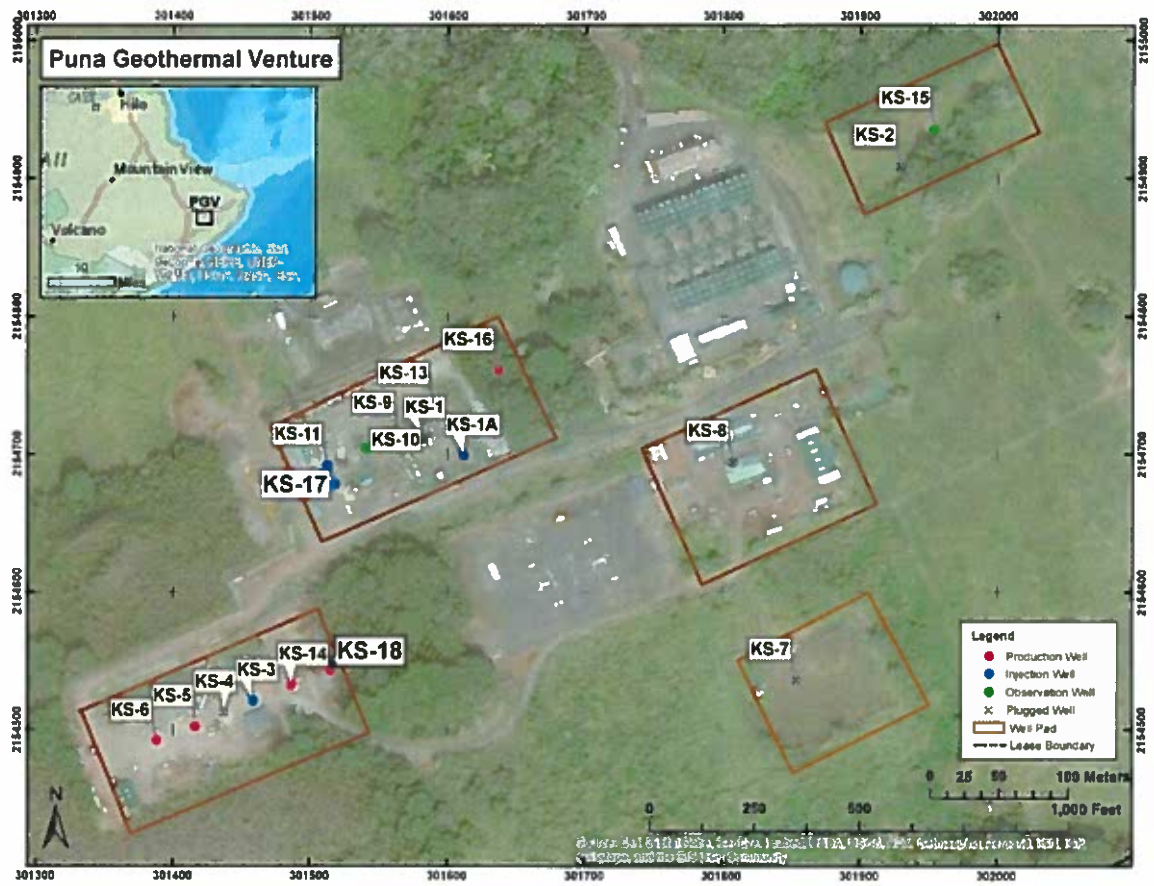 301300 301400 301500 301600 301700 301800 301900 302000
2155000
2154900
2154800
2154700
2154600
2154500
Puna Geothermal Venture
Hilo
Mountain View
PGV
Volcano
10
Miles
KS-15
KS-2
KS-16
KS-13
KS-9
KS-1
KS-1A
KS-11
KS-10
KS-17
KS-8
KS-7
KS-18
KS-14
KS-3
KS-4
KS-5
KS-6
Legend
Production Well
Injection Well
Observation Well
Plugged Well
Well Pad
Lease Boundary
0 25 50 100 Meters
0 250 500 1,000 Feet
N
2155000
2154900
2154800
2154700
2154600
2154500
301300 301400 301500 301600 301700 301800 301900 302000